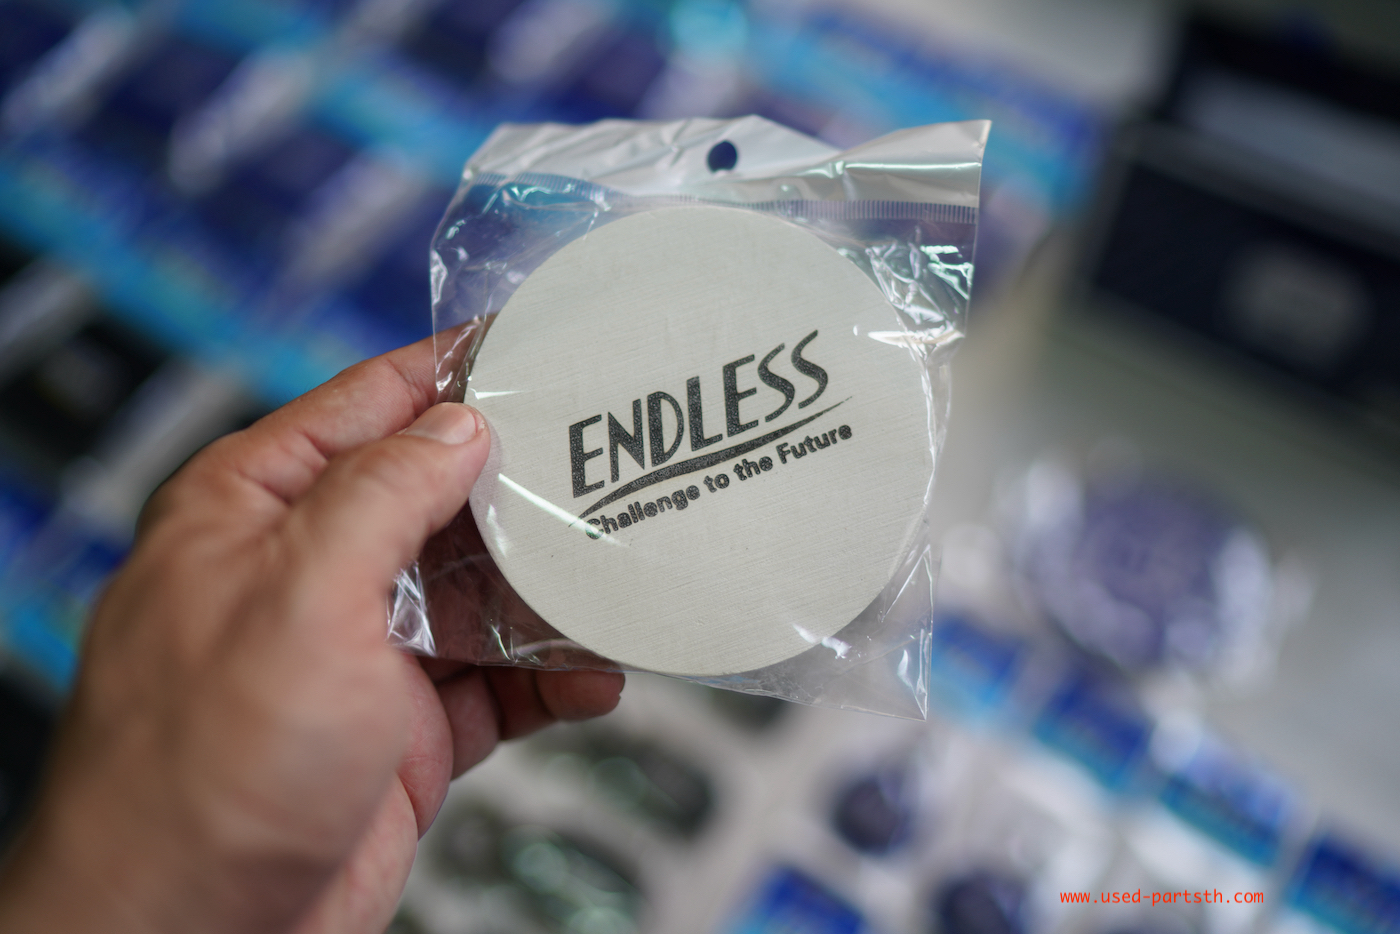 ENDLESS
Challenge to the Future
www.used-partsth.com